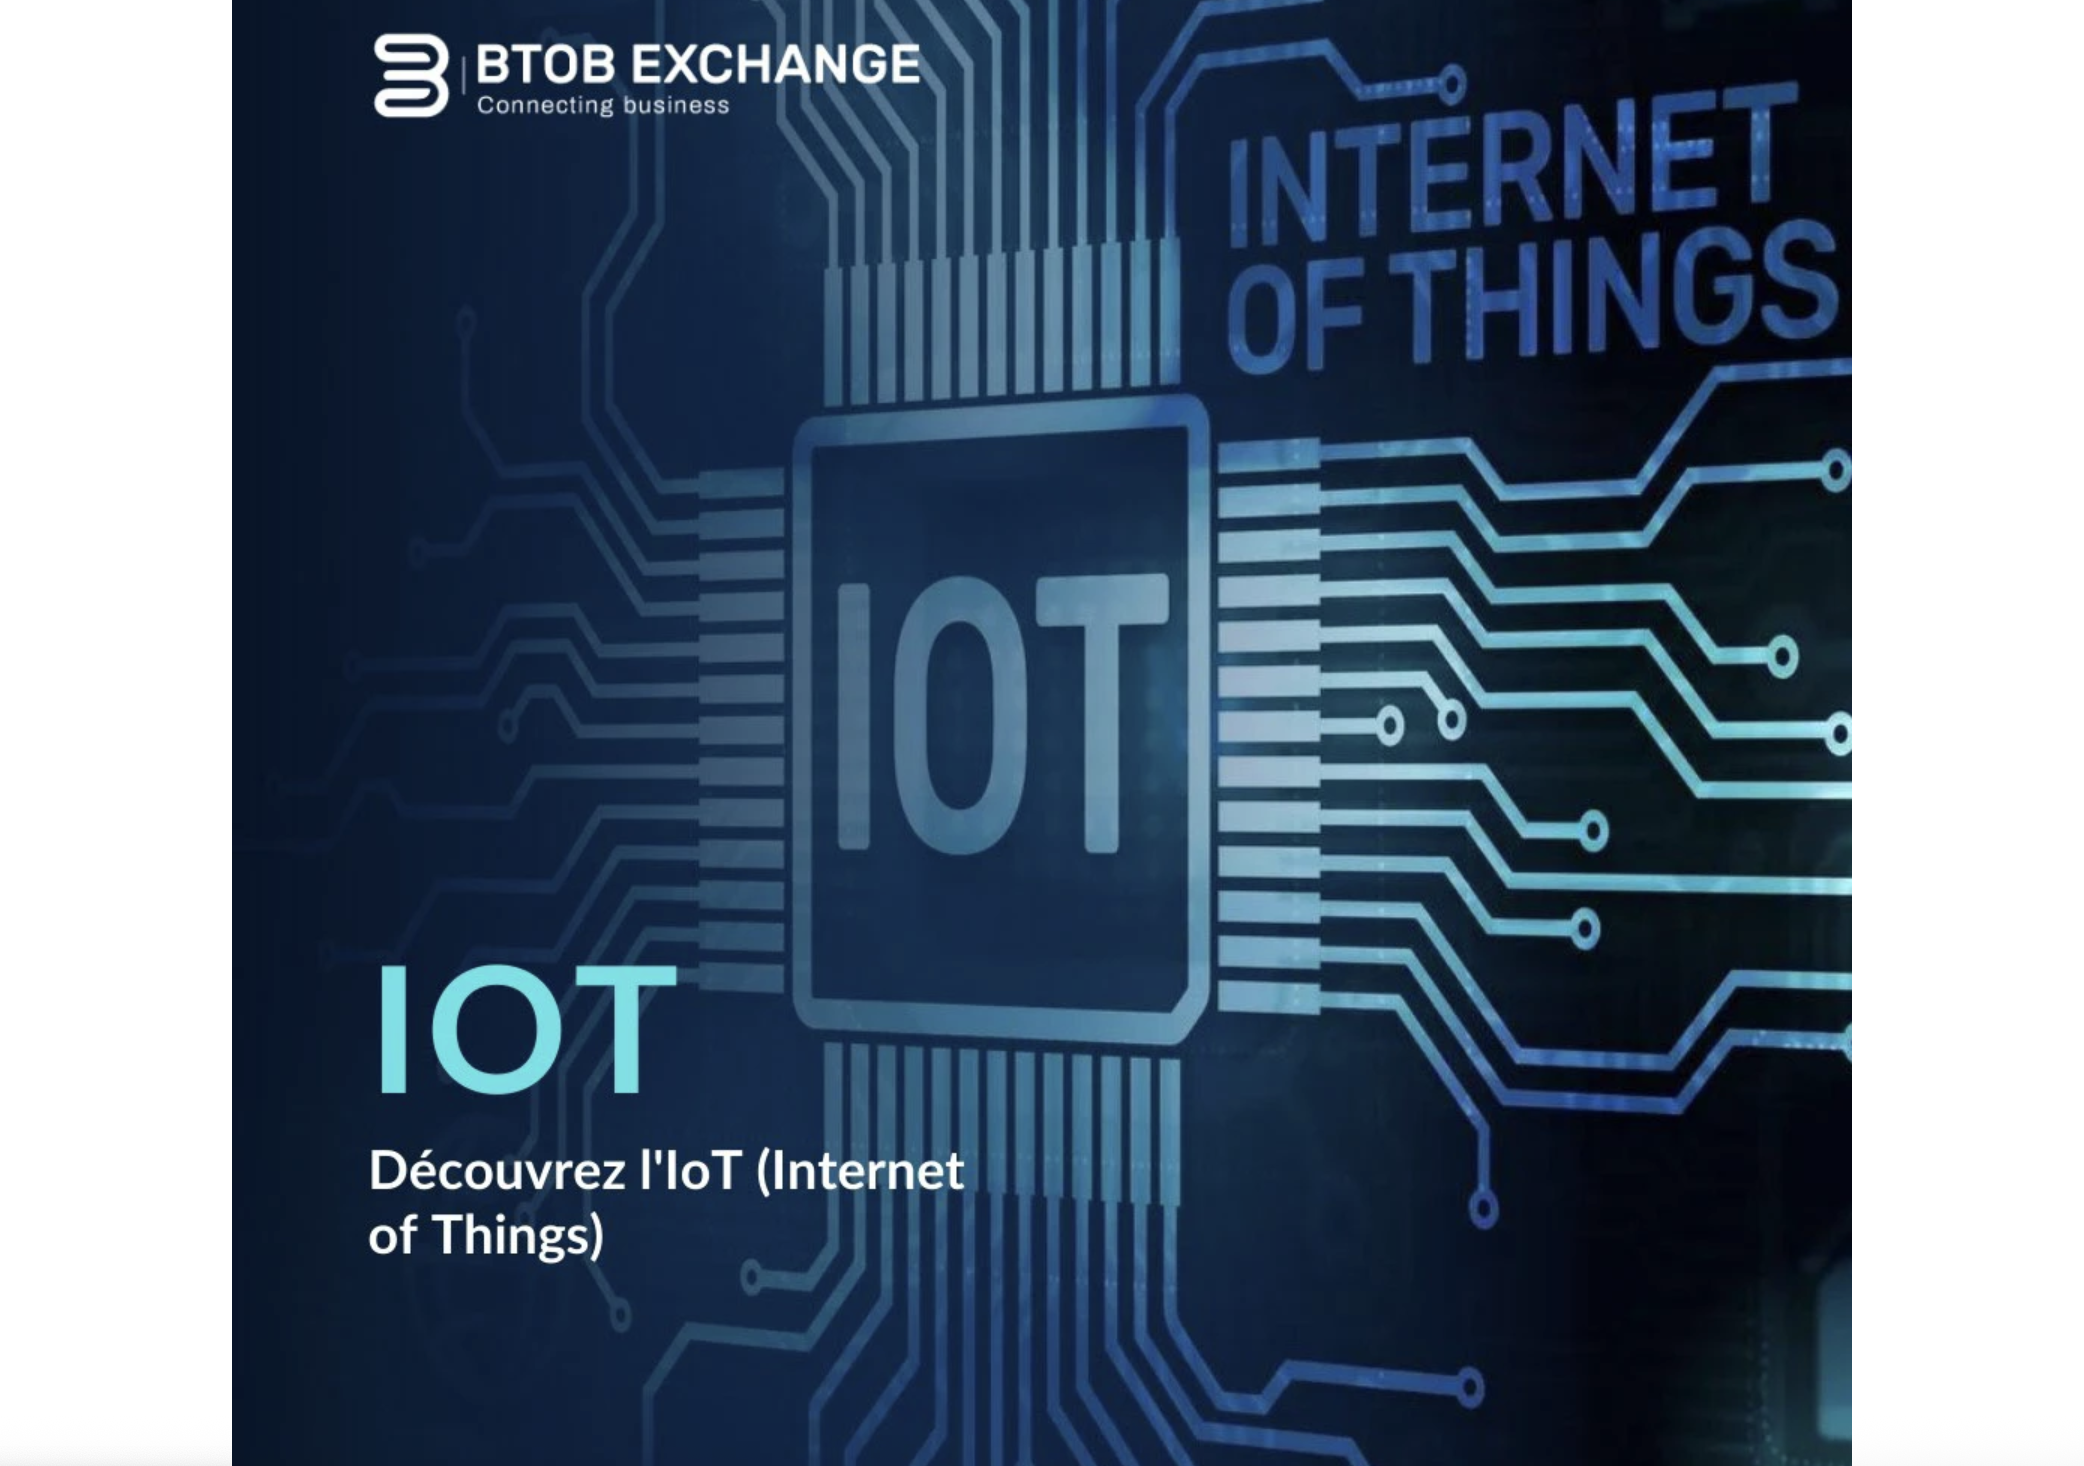 BTOB EXCHANGE
Connecting business
INTERNET
OF THINGS
IOT
IOT
Découvrez l'IoT (Internet
of Things)